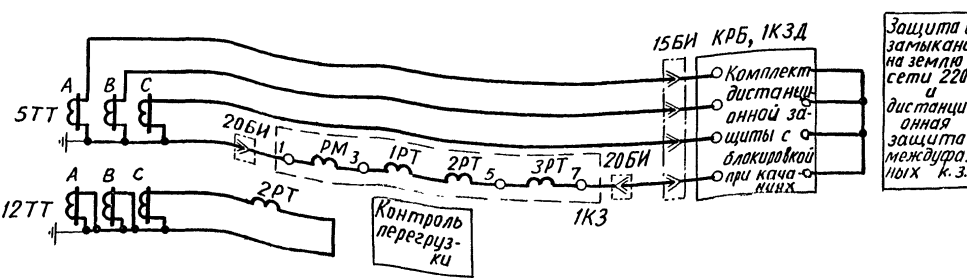 15БИ КРБ, 1КЗД
A B C
5ТТ
20БИ
1 РМ 3 1РТ 2РТ 5 3РТ 7
20БИ
1КЗ
Комплект
дистанци-
онной за-
щиты с
блокировкой
при кача-
ниях
Защита
замыкан
на землю
сети 220
и
дистанци
онная
защита
междуфаз
ных к.з.
A B C
12ТТ
2РТ
Контроль
перегруз-
ки